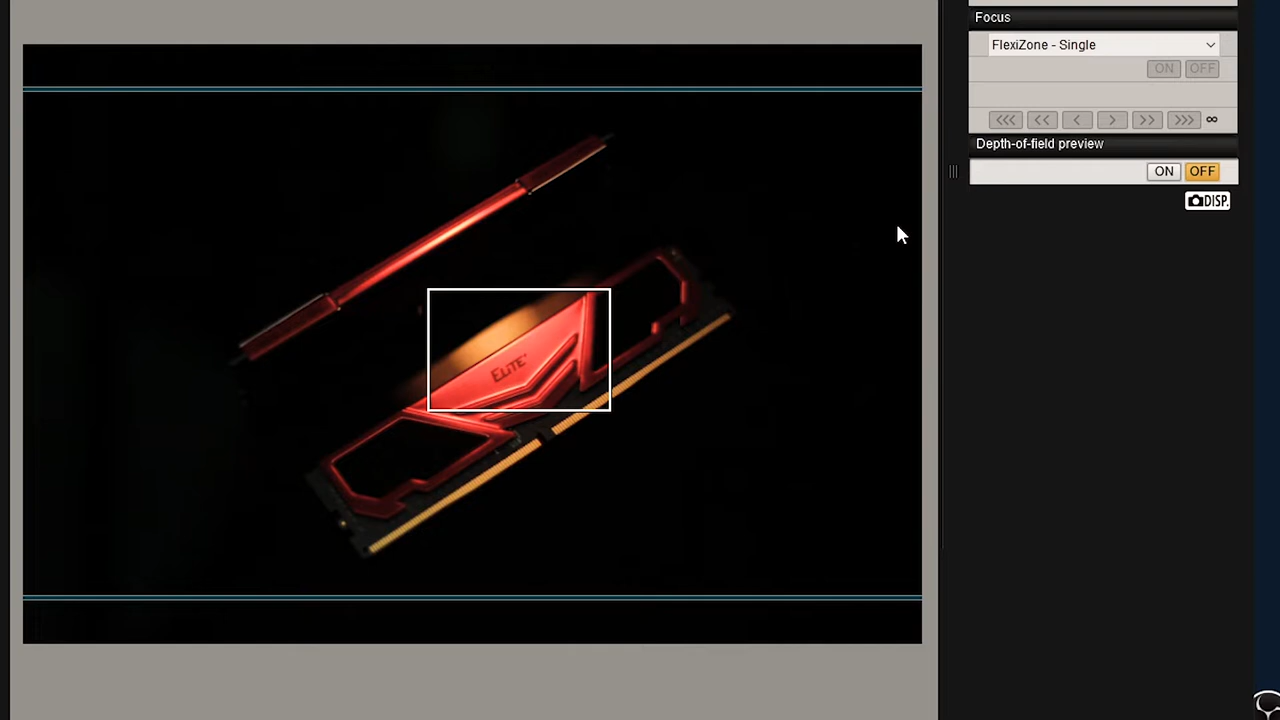 Focus
FlexiZone - Single
ON OFF
<<< << < > >> >>> ∞
Depth-of-field preview
ON OFF
DISP.
ELITE